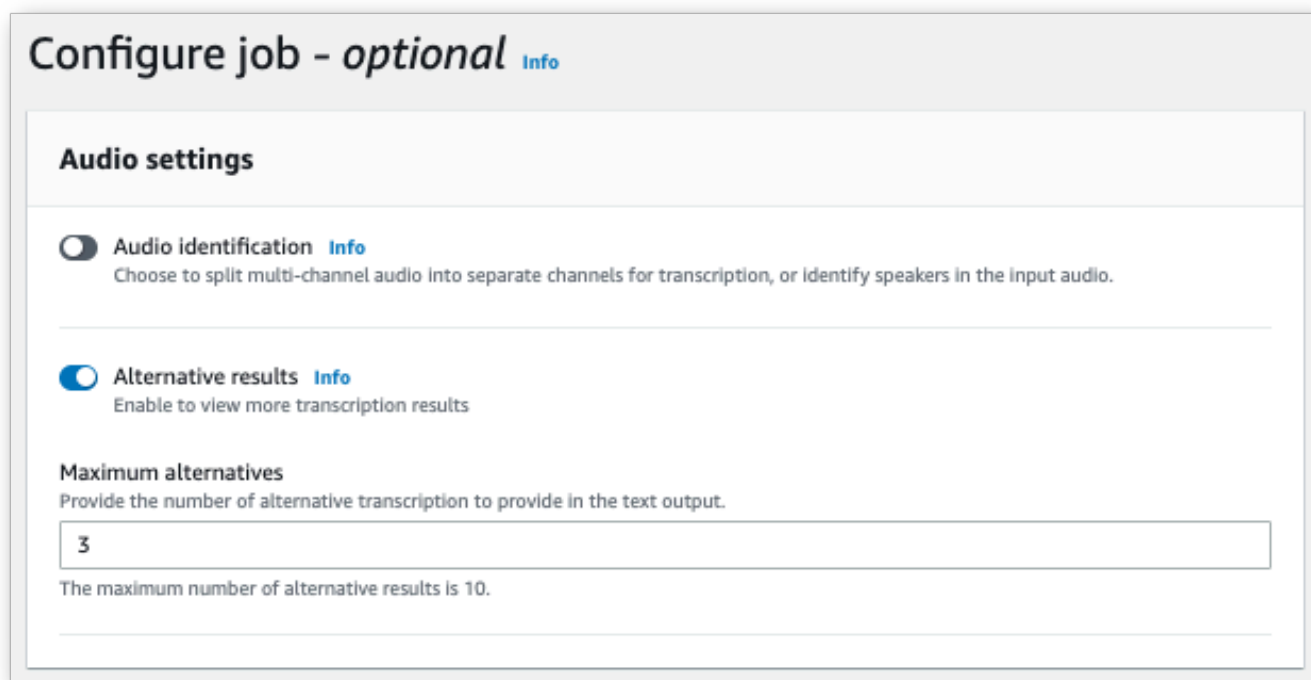 Configure job - optional Info
Audio settings
Audio identification Info
Choose to split multi-channel audio into separate channels for transcription, or identify speakers in the input audio.
Alternative results Info
Enable to view more transcription results
Maximum alternatives
Provide the number of alternative transcription to provide in the text output.
3
The maximum number of alternative results is 10.